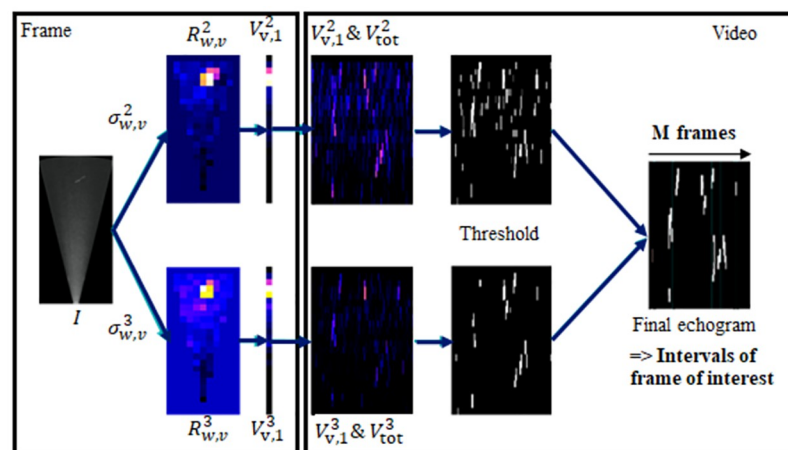 Frame
Video
R²w,v
V²v,1
V²v,1 & V²tot
σ²w,v
M frames
I
Threshold
σ³w,v
Final echogram
=> Intervals of
frame of interest
R³w,v
V³v,1
V³v,1 & V³tot